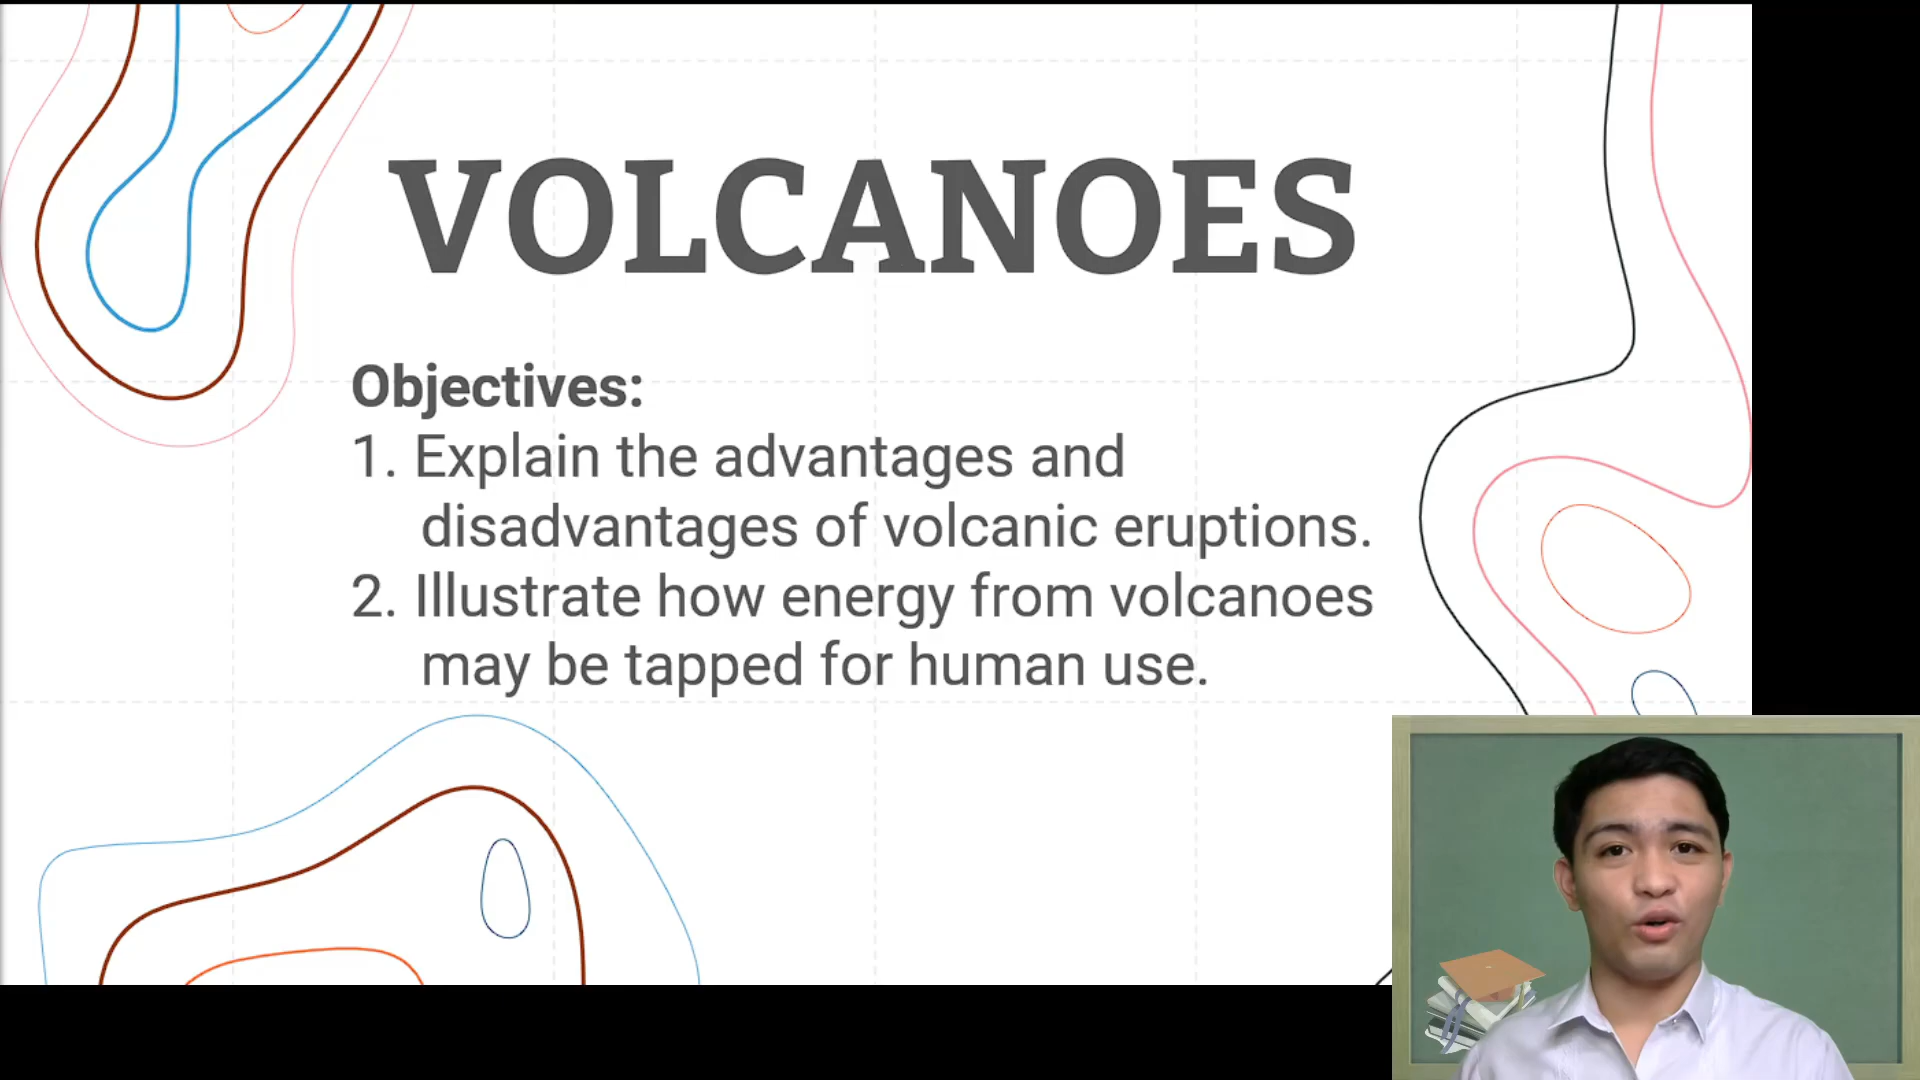 VOLCANOES
Objectives:
1. Explain the advantages and
disadvantages of volcanic eruptions.
2. Illustrate how energy from volcanoes
may be tapped for human use.